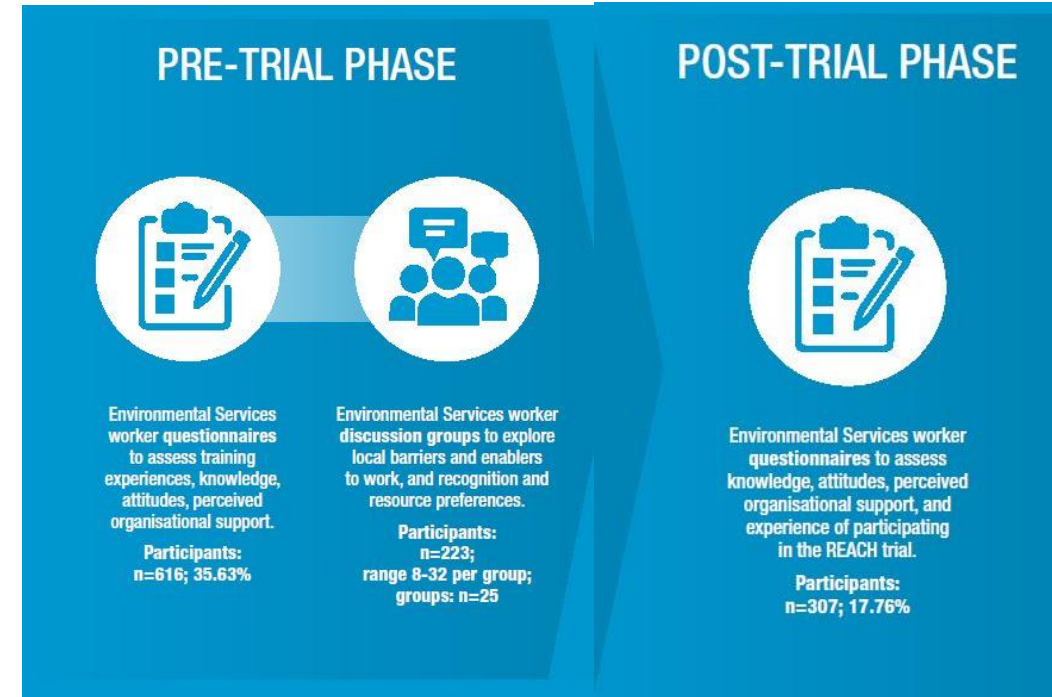 PRE-TRIAL PHASE
Environmental Services
worker questionnaires
to assess training
experiences, knowledge,
attitudes, perceived
organisational support.
Participants:
n=616; 35.63%
Environmental Services worker
discussion groups to explore
local barriers and enablers
to work, and recognition and
resource preferences.
Participants:
n=223;
range 8-32 per group;
groups: n=25
POST-TRIAL PHASE
Environmental Services worker
questionnaires to assess
knowledge, attitudes, perceived
organisational support, and
experience of participating
in the REACH trial.
Participants:
n=307; 17.76%